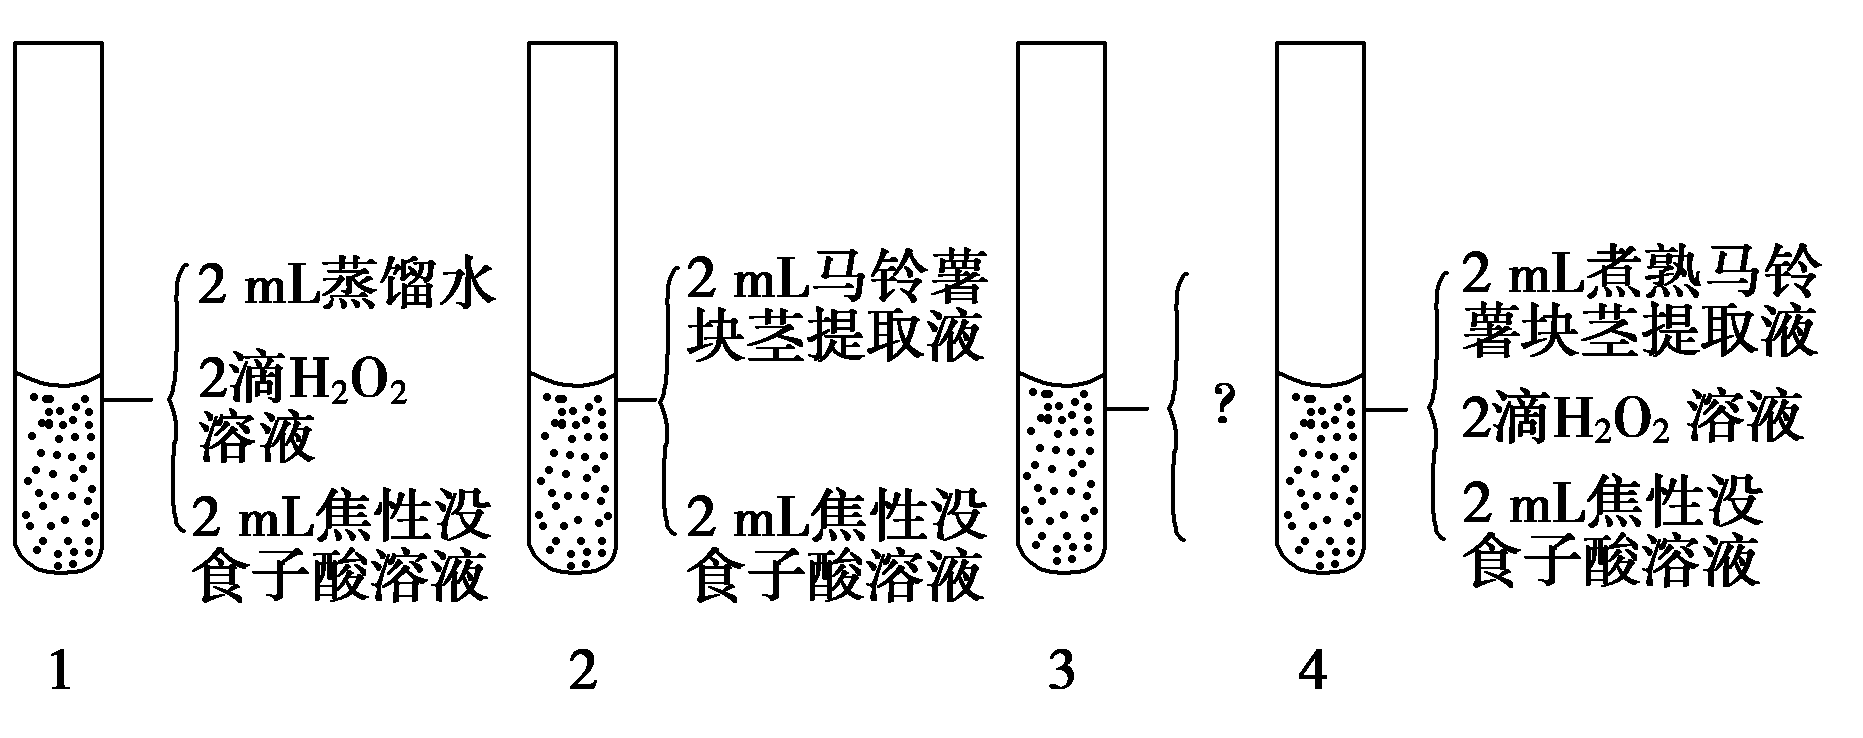 2 mL蒸馏水
2滴H₂O₂
溶液
2 mL焦性没
食子酸溶液
1
2 mL马铃薯
块茎提取液
2 mL焦性没
食子酸溶液
2
?
3
2 mL煮熟马铃
薯块茎提取液
2滴H₂O₂ 溶液
2 mL焦性没
食子酸溶液
4